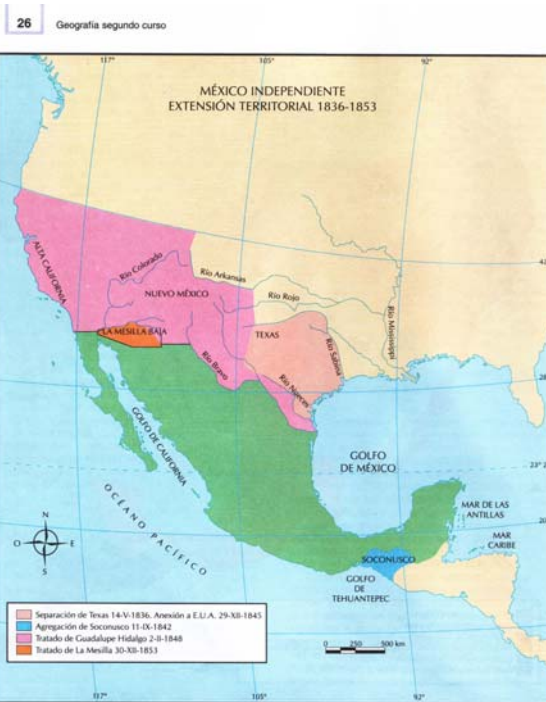 26
Geografía segundo curso
117°
105°
92°
MÉXICO INDEPENDIENTE
EXTENSIÓN TERRITORIAL 1836-1853
ALTA CALIFORNIA
Río Colorado
Río Arkansas
NUEVO MÉXICO
Río Rojo
Río Mississippi
LA MESILLA BAJA
TEXAS
Río Sabina
Río Bravo
Río Nueces
28°
GOLFO DE CALIFORNIA
GOLFO
DE MÉXICO
23°
MAR DE LAS
ANTILLAS
20°
OCÉANO PACÍFICO
N
O
E
S
MAR
CARIBE
SOCONUSCO
GOLFO
DE
TEHUANTEPEC
Separación de Texas 14-V-1836. Anexión a E.U.A. 29-XII-1845
Agregación de Soconusco 11-IX-1842
Tratado de Guadalupe Hidalgo 2-II-1848
Tratado de La Mesilla 30-XII-1853
0 250 500 km
117°
105°
92°